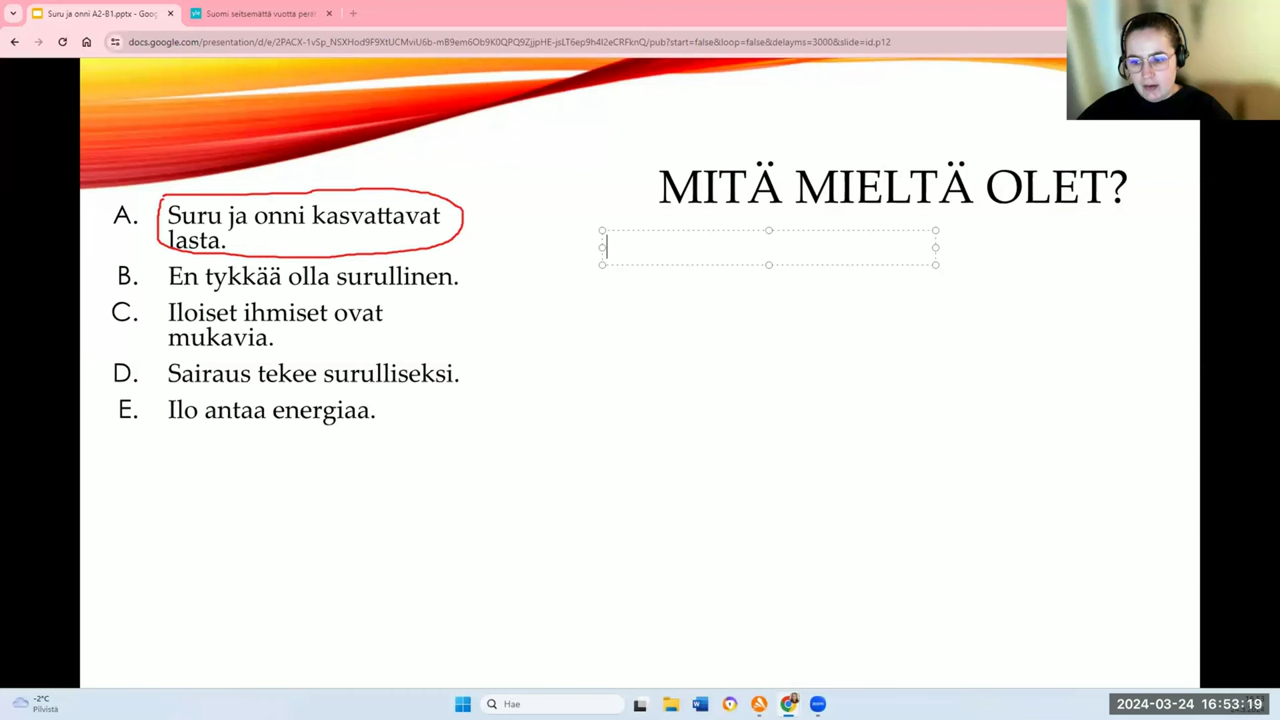 Suru ja onni A2-B1.pptx - Goog
Suomi seitsemättä vuotta perä
docs.google.com/presentation/d/e/2PACX-1vSp_NSXHod9F9XtUCMviU6b-mB9em6Ob9K0QPQ9ZjjpHE-jsLT6ep9h4I2eCRFknQ/pub?start=false&loop=false&delayms=3000&slide=id.p12
MITÄ MIELTÄ OLET?
A. Suru ja onni kasvattavat
lasta.
B. En tykkää olla surullinen.
C. Iloiset ihmiset ovat
mukavia.
D. Sairaus tekee surulliseksi.
E. Ilo antaa energiaa.
-2°C
Pilvistä
Hae
2024-03-24 16:53:19